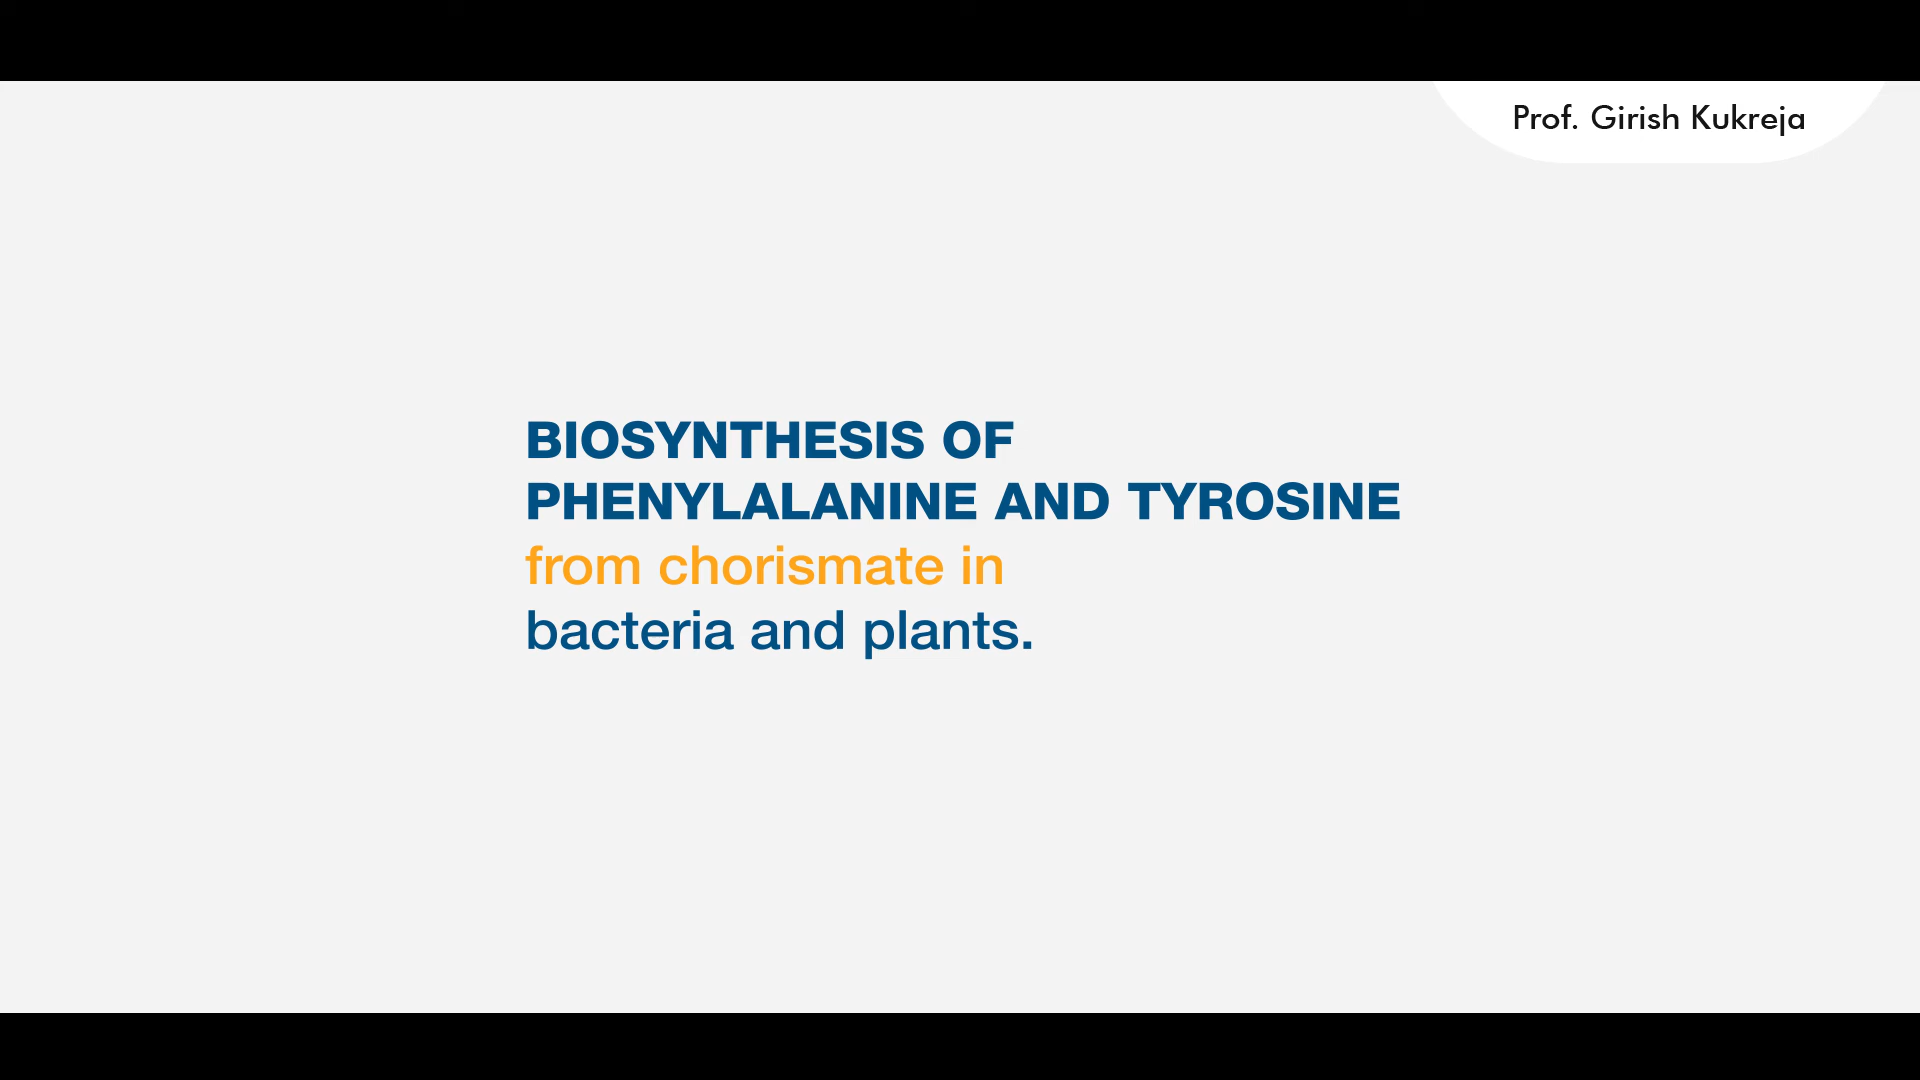 Prof. Girish Kukreja
BIOSYNTHESIS OF
PHENYLALANINE AND TYROSINE
from chorismate in
bacteria and plants.